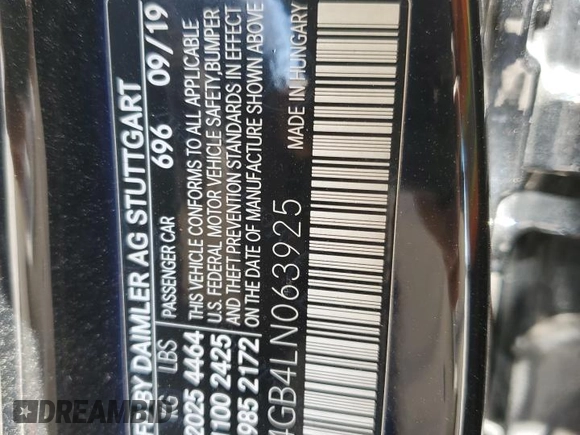 BY DAIMLER AG STUTTGART
LBS PASSENGER CAR 696 09/19
2025 4464 THIS VEHICLE CONFORMS TO ALL APPLICABLE
1100 2425 U.S. FEDERAL MOTOR VEHICLE SAFETY, BUMPER
985 2172 AND THEFT PREVENTION STANDARDS IN EFFECT
ON THE DATE OF MANUFACTURE SHOWN ABOVE
4GB4LN063925 MADE IN HUNGARY
DREAMBID